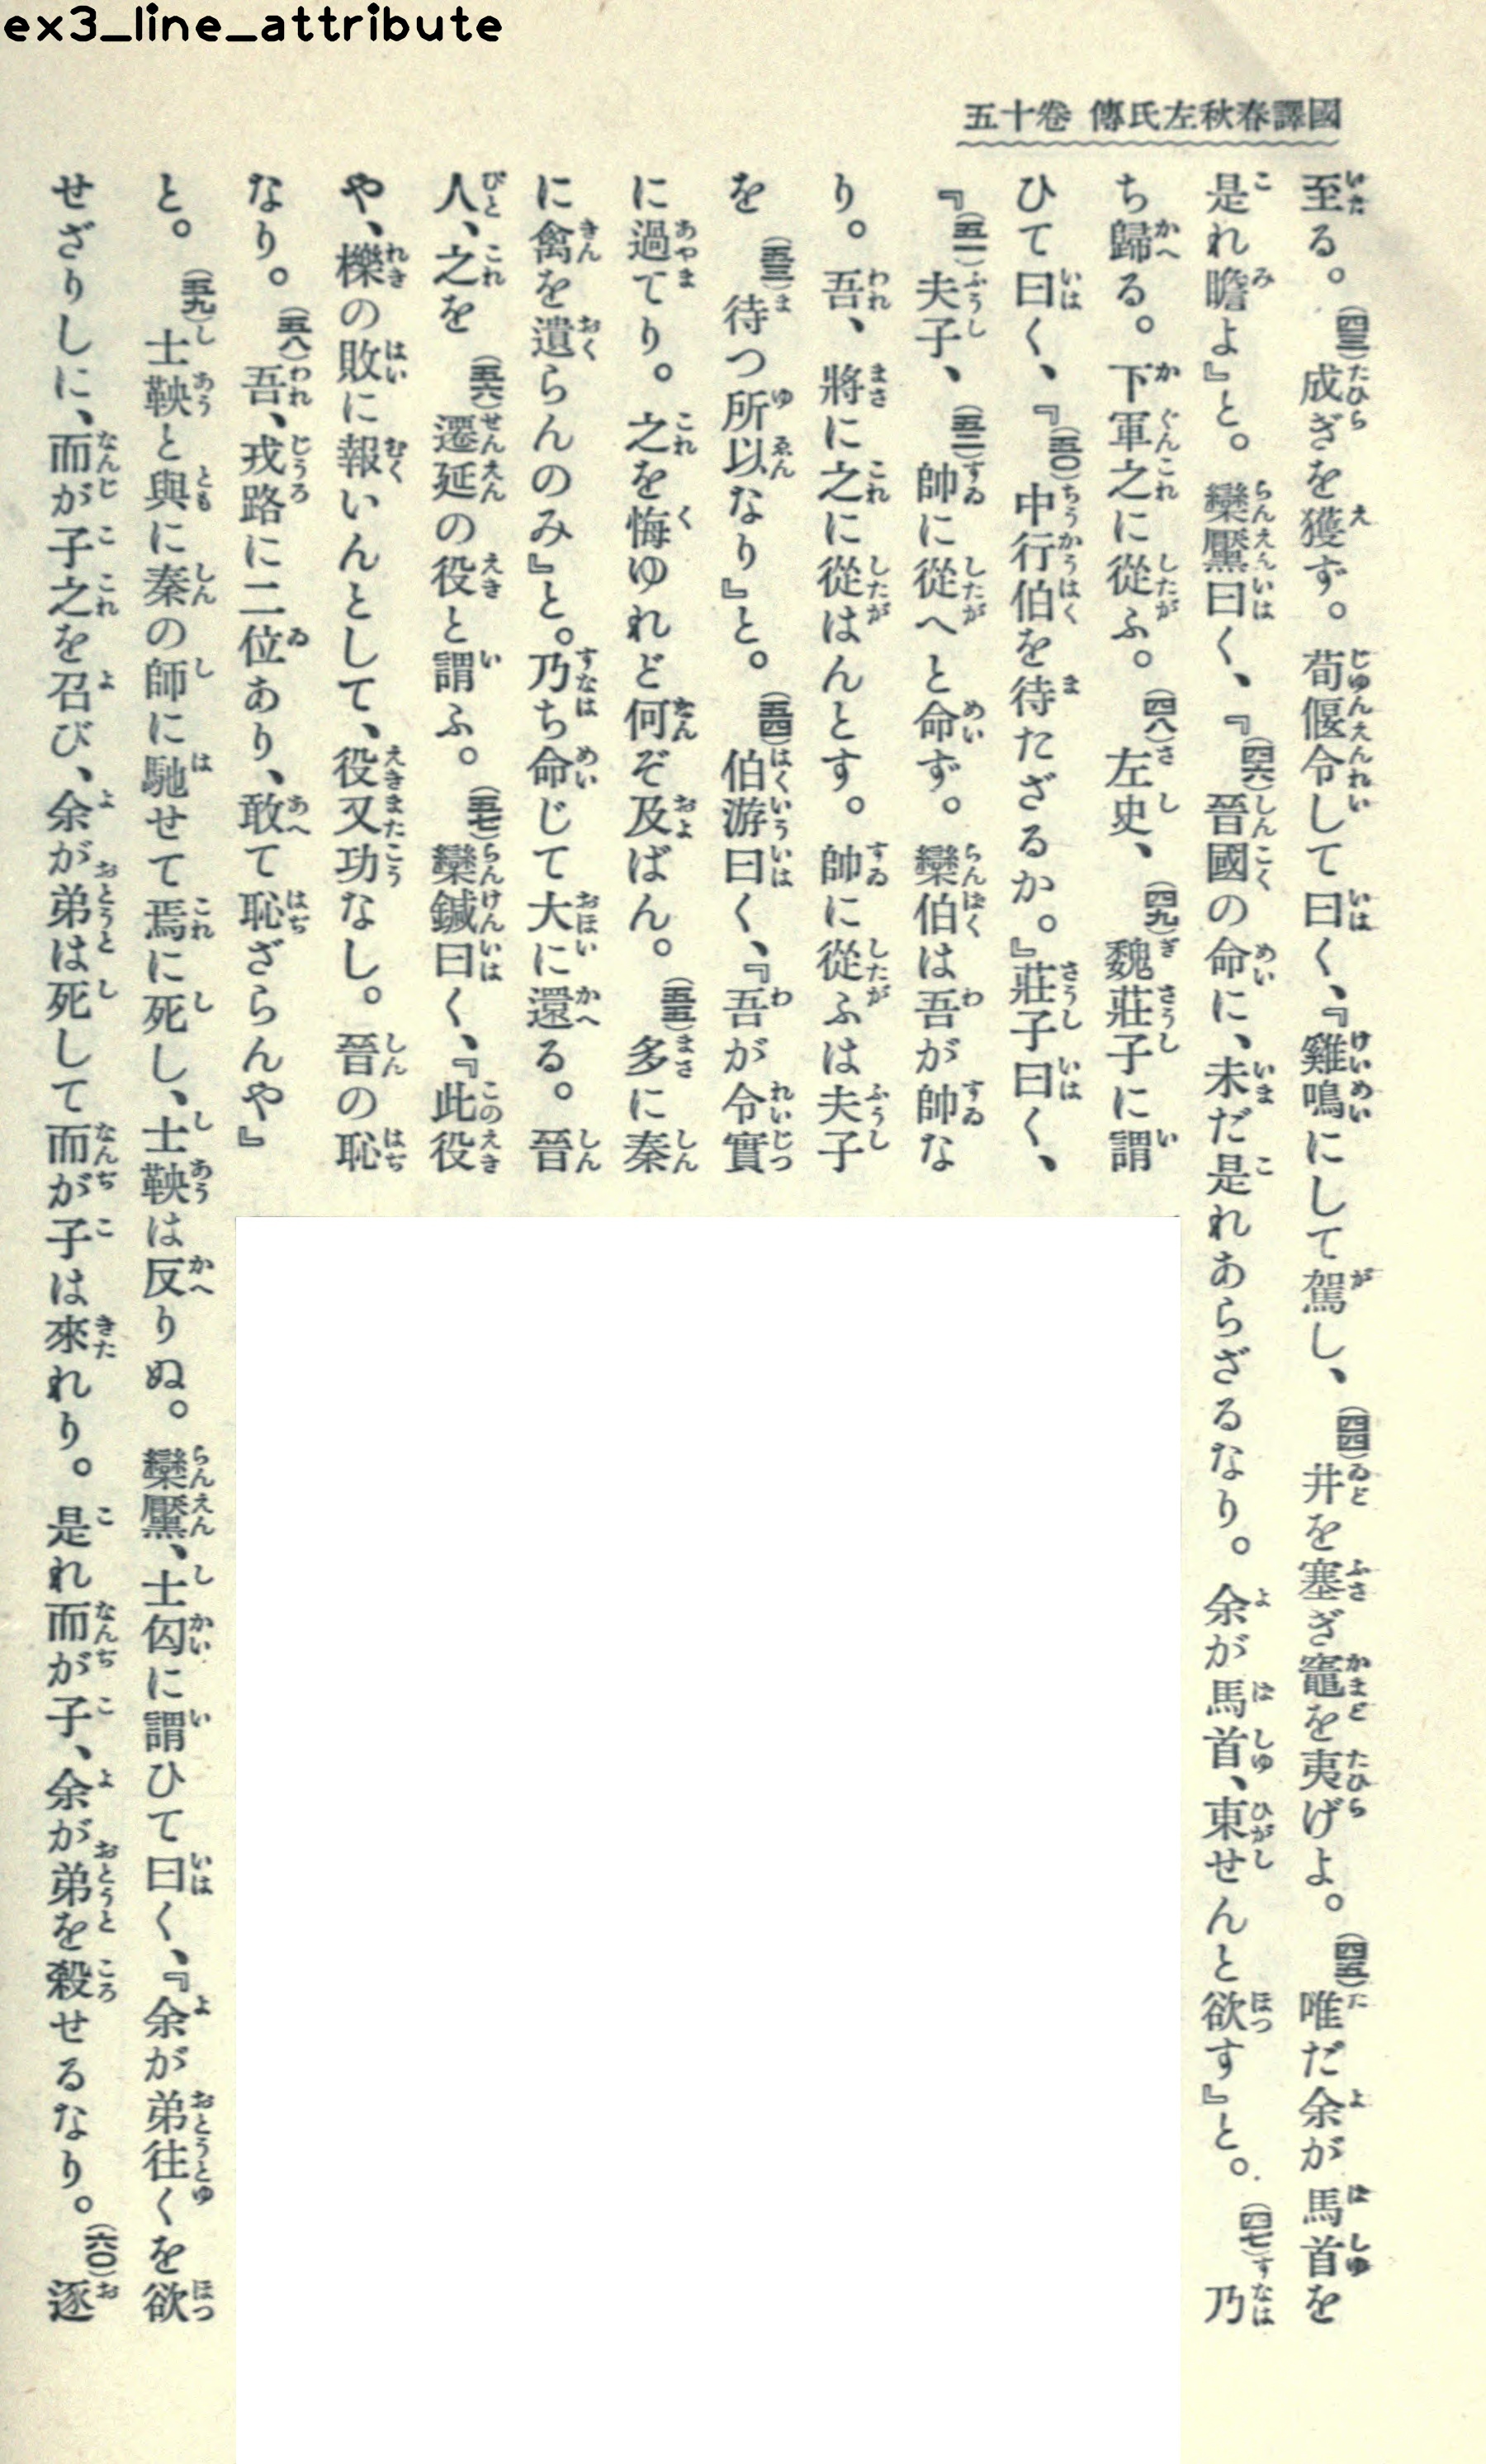 ex3_line_attribute
國譯春秋左氏傳 卷十五
至る。(四三)成ぎを獲ず。荀偃令して曰く、『雞鳴にして駕し、(四四)井を塞ぎ竈を夷げよ。(四五)唯だ余が馬首を
是れ瞻よ』と。欒黶曰く、『(四六)晉國の命に、未だ是れあらざるなり。余が馬首、東せんと欲す』と。(四七)乃
ち歸る。下軍之に從ふ。(四八)左史、(四九)魏莊子に謂
ひて曰く、『(五〇)中行伯を待たざるか。』莊子曰く、
『(五一)夫子、(五二)帥に從へと命ず。欒伯は吾が帥な
り。吾、將に之に從はんとす。帥に從ふは夫子
を(五三)待つ所以なり』と。(五四)伯游曰く、『吾が令實
に過てり。之を悔ゆれど何ぞ及ばん。(五五)多に秦
に禽を遺らんのみ』と。乃ち命じて大に還る。晉
人、之を(五六)遷延の役と謂ふ。(五七)欒鍼曰く、『此役
や、櫟の敗に報いんとして、役又功なし。晉の恥
なり。(五八)吾、戎路に二位あり、敢て恥ざらんや』
と。(五九)士鞅と與に秦の師に馳せて焉に死し、士鞅は反りぬ。欒黶、士匃に謂ひて曰く、『余が弟往くを欲
せざりしに、而が子之を召び、余が弟は死して而が子は來れり。是れ而が子、余が弟を殺せるなり。(六〇)逐